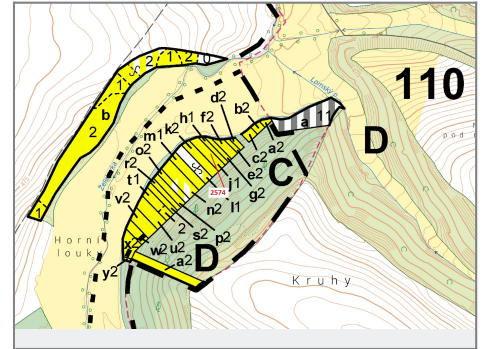 110
2
1
2
0
b
2
1
Lomský p.
d2
b2
f2
h1
k2
m1
o2
r2
t1
v2
a
11
a2
c2
e2
g2
j1
l1
n2
p2
s2
2
u2
w2
x2
y2
a2
2574
C
D
D
Horní
louky
Kruhy